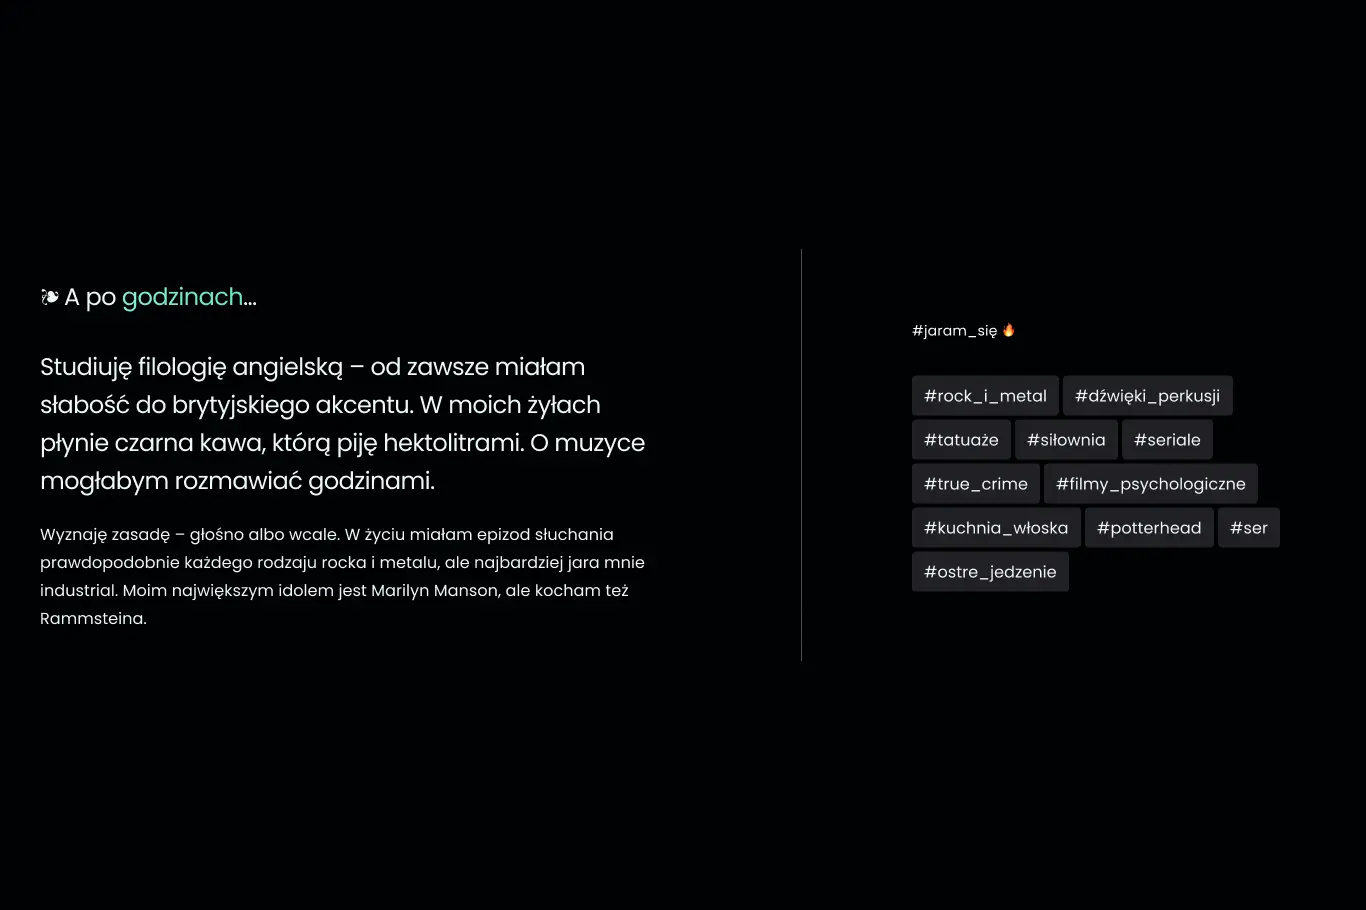 ❦ A po godzinach...
Studiuję filologię angielską – od zawsze miałam
słabość do brytyjskiego akcentu. W moich żyłach
płynie czarna kawa, którą piję hektolitrami. O muzyce
mogłabym rozmawiać godzinami.
Wyznaję zasadę – głośno albo wcale. W życiu miałam epizod słuchania
prawdopodobnie każdego rodzaju rocka i metalu, ale najbardziej jara mnie
industrial. Moim największym idolem jest Marilyn Manson, ale kocham też
Rammsteina.
#jaram_się 🔥
#rock_i_metal #dźwięki_perkusji
#tatuaże #siłownia #seriale
#true_crime #filmy_psychologiczne
#kuchnia_włoska #potterhead #ser
#ostre_jedzenie